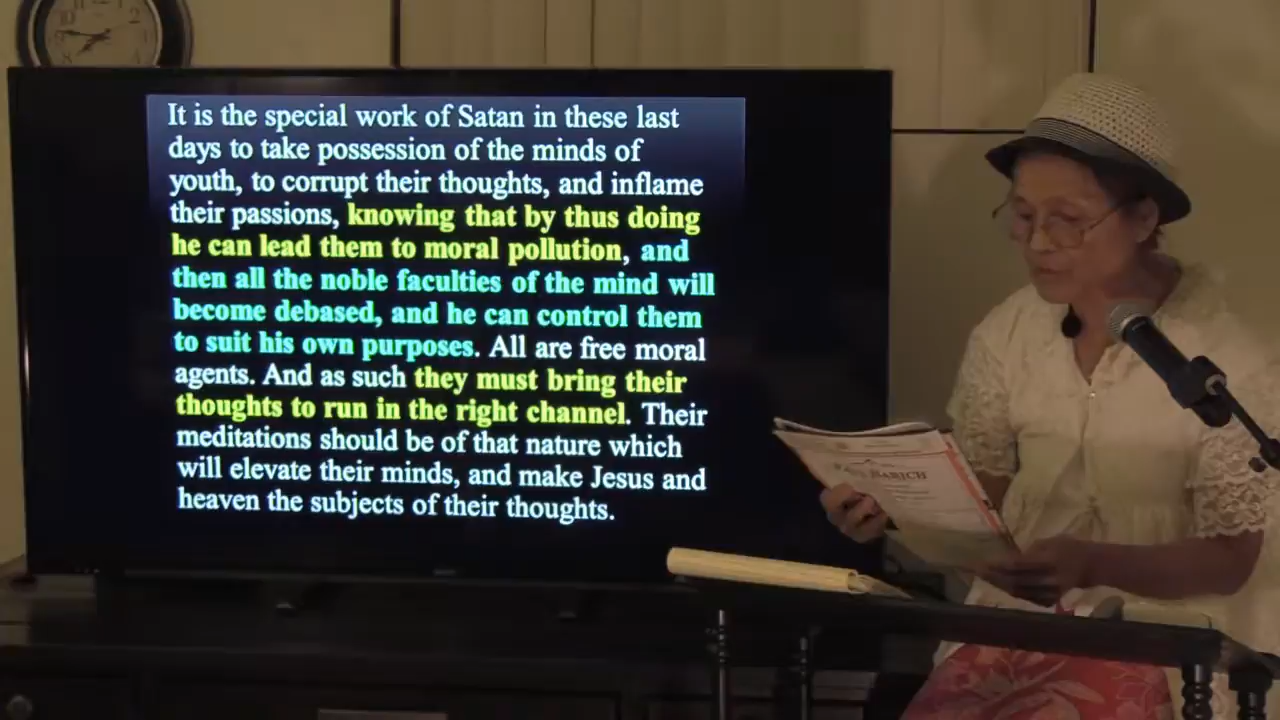 It is the special work of Satan in these last
days to take possession of the minds of
youth, to corrupt their thoughts, and inflame
their passions, knowing that by thus doing
he can lead them to moral pollution, and
then all the noble faculties of the mind will
become debased, and he can control them
to suit his own purposes. All are free moral
agents. And as such they must bring their
thoughts to run in the right channel. Their
meditations should be of that nature which
will elevate their minds, and make Jesus and
heaven the subjects of their thoughts.